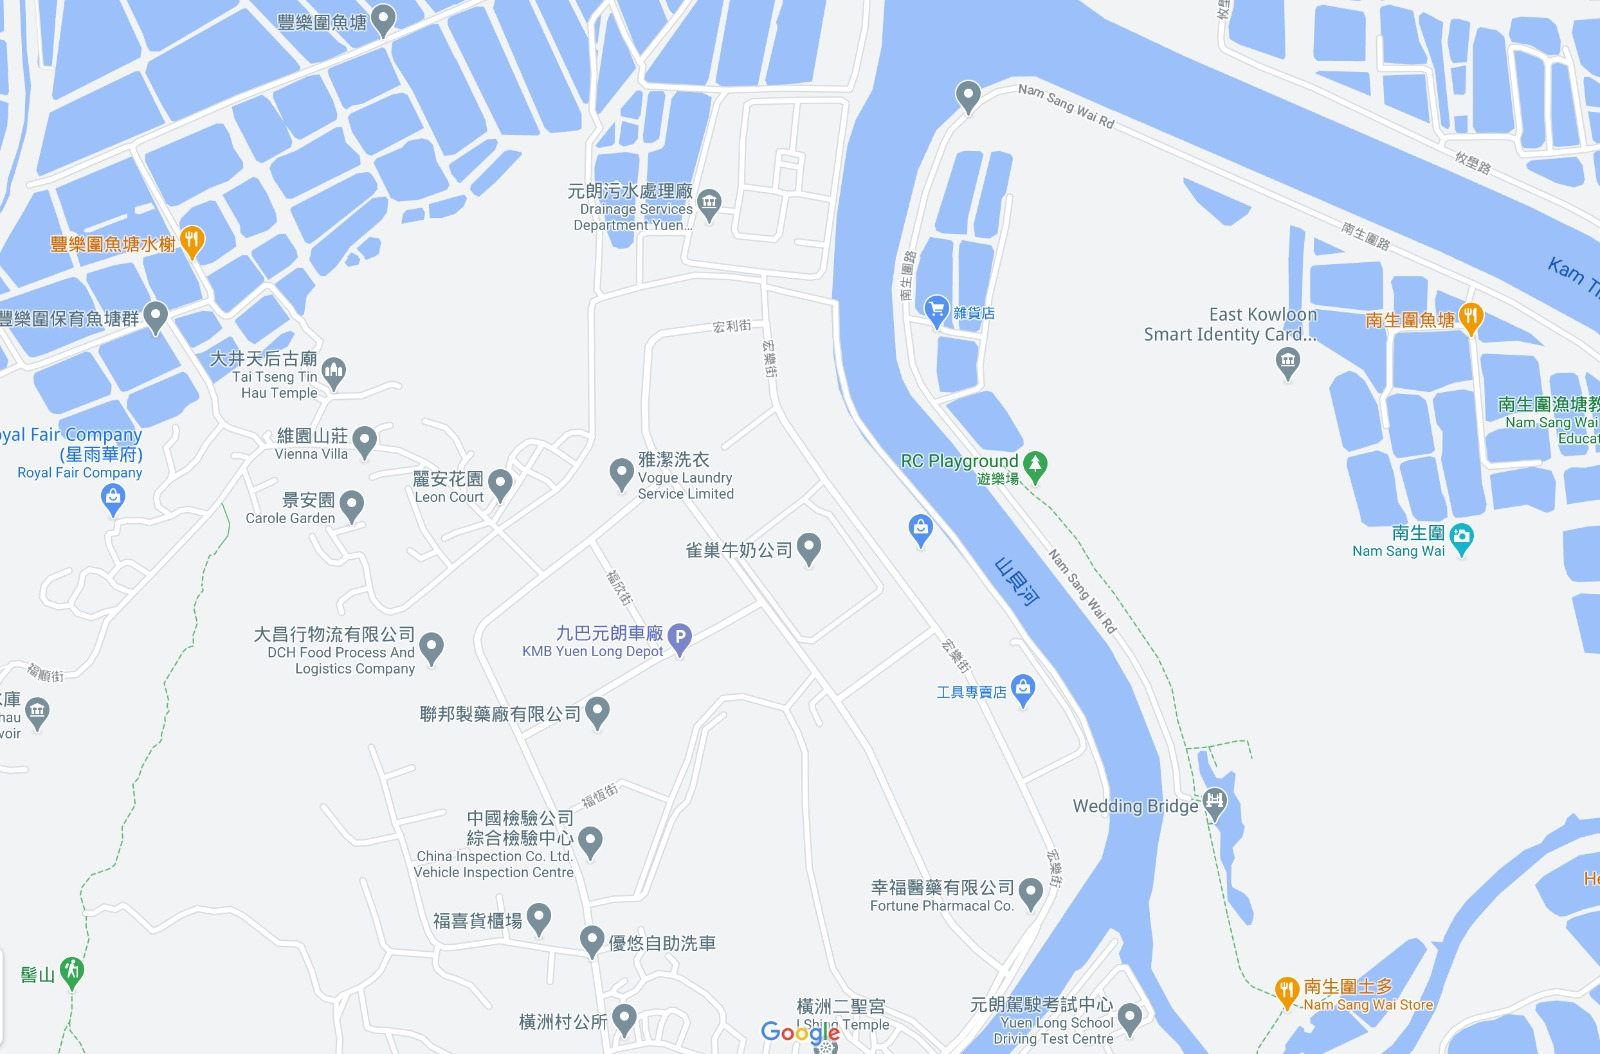 豐樂圍魚塘
Nam Sang Wai Rd
攸壆路
元朗污水處理廠
Drainage Services
Department Yuen...
豐樂圍魚塘水榭
南生圍路
南生圍路
豐樂圍保育魚塘群
雜貨店
East Kowloon
Smart Identity Card...
南生圍魚塘
宏利街
宏樂街
大井天后古廟
Tai Tseng Tin
Hau Temple
南生圍漁塘教
Nam Sang Wai
Educat
oyal Fair Company
(星雨華府)
Royal Fair Company
維園山莊
Vienna Villa
雅潔洗衣
Vogue Laundry
Service Limited
RC Playground
遊樂場
麗安花園
Leon Court
景安園
Carole Garden
雀巢牛奶公司
南生圍
Nam Sang Wai
山貝河
Nam Sang Wai Rd
福欣街
大昌行物流有限公司
DCH Food Process And
Logistics Company
九巴元朗車廠
KMB Yuen Long Depot
P
宏樂街
福順街
水庫
hau
voir
工具專賣店
聯邦製藥廠有限公司
福恆街
Wedding Bridge
中國檢驗公司
綜合檢驗中心
China Inspection Co. Ltd.
Vehicle Inspection Centre
宏樂街
幸福醫藥有限公司
Fortune Pharmacal Co.
He
福喜貨櫃場
優悠自助洗車
髻山
南生圍士多
Nam Sang Wai Store
橫洲村公所
橫洲二聖宮
I Shing Temple
元朗駕駛考試中心
Yuen Long School
Driving Test Centre
Google